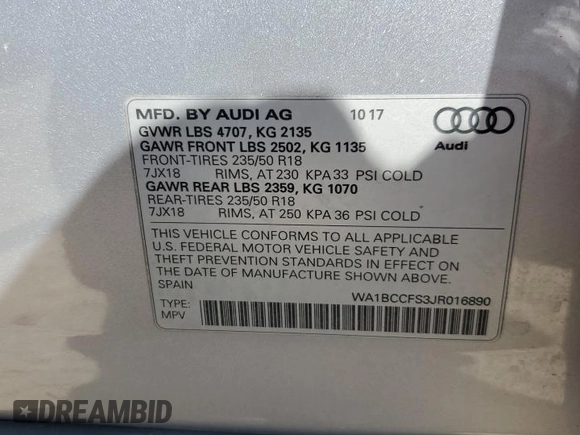 MFD. BY AUDI AG 10 17
GVWR LBS 4707, KG 2135
GAWR FRONT LBS 2502, KG 1135
FRONT-TIRES 235/50 R18
7JX18 RIMS, AT 230 KPA 33 PSI COLD
GAWR REAR LBS 2359, KG 1070
REAR-TIRES 235/50 R18
7JX18 RIMS, AT 250 KPA 36 PSI COLD
Audi
THIS VEHICLE CONFORMS TO ALL APPLICABLE
U.S. FEDERAL MOTOR VEHICLE SAFETY AND
THEFT PREVENTION STANDARDS IN EFFECT ON
THE DATE OF MANUFACTURE SHOWN ABOVE.
SPAIN
WA1BCCFS3JR016890
TYPE:
MPV
DREAMBID